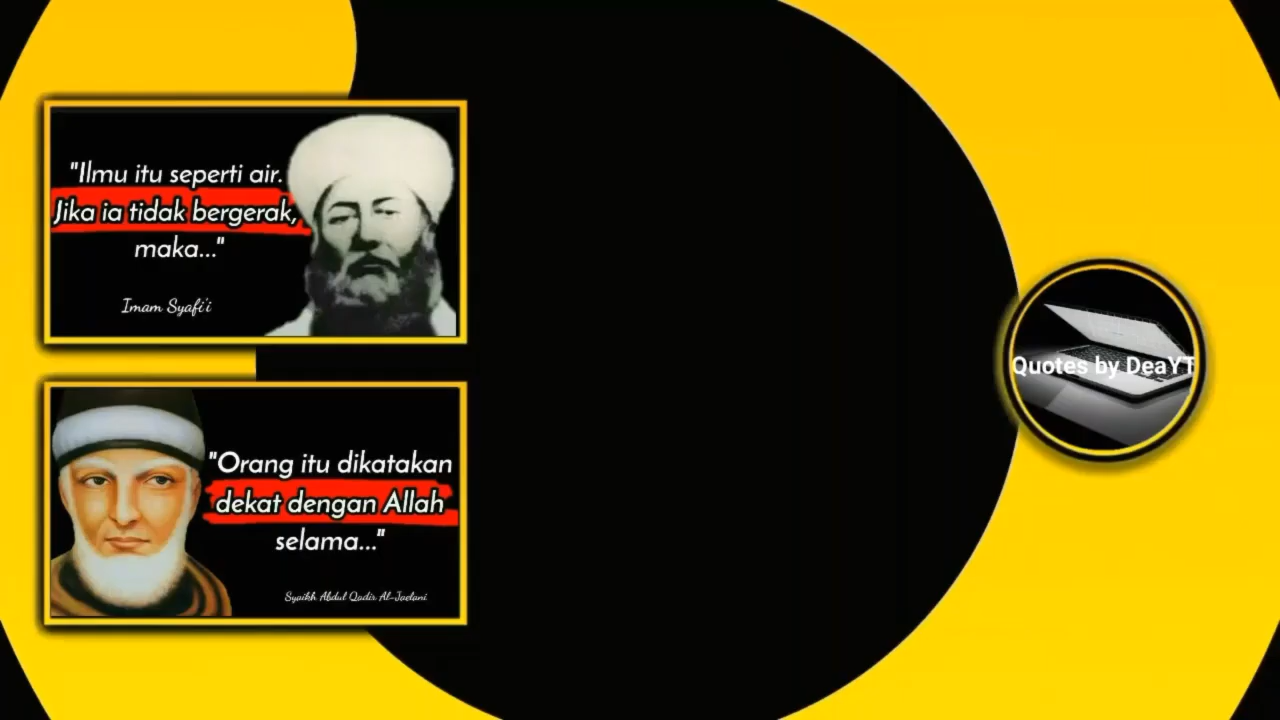 "Ilmu itu seperti air.
Jika ia tidak bergerak,
maka..."
Imam Syafi'i
"Orang itu dikatakan
dekat dengan Allah
selama..."
Syaikh Abdul Qadir Al-Jaelani
Quotes by DeaYT